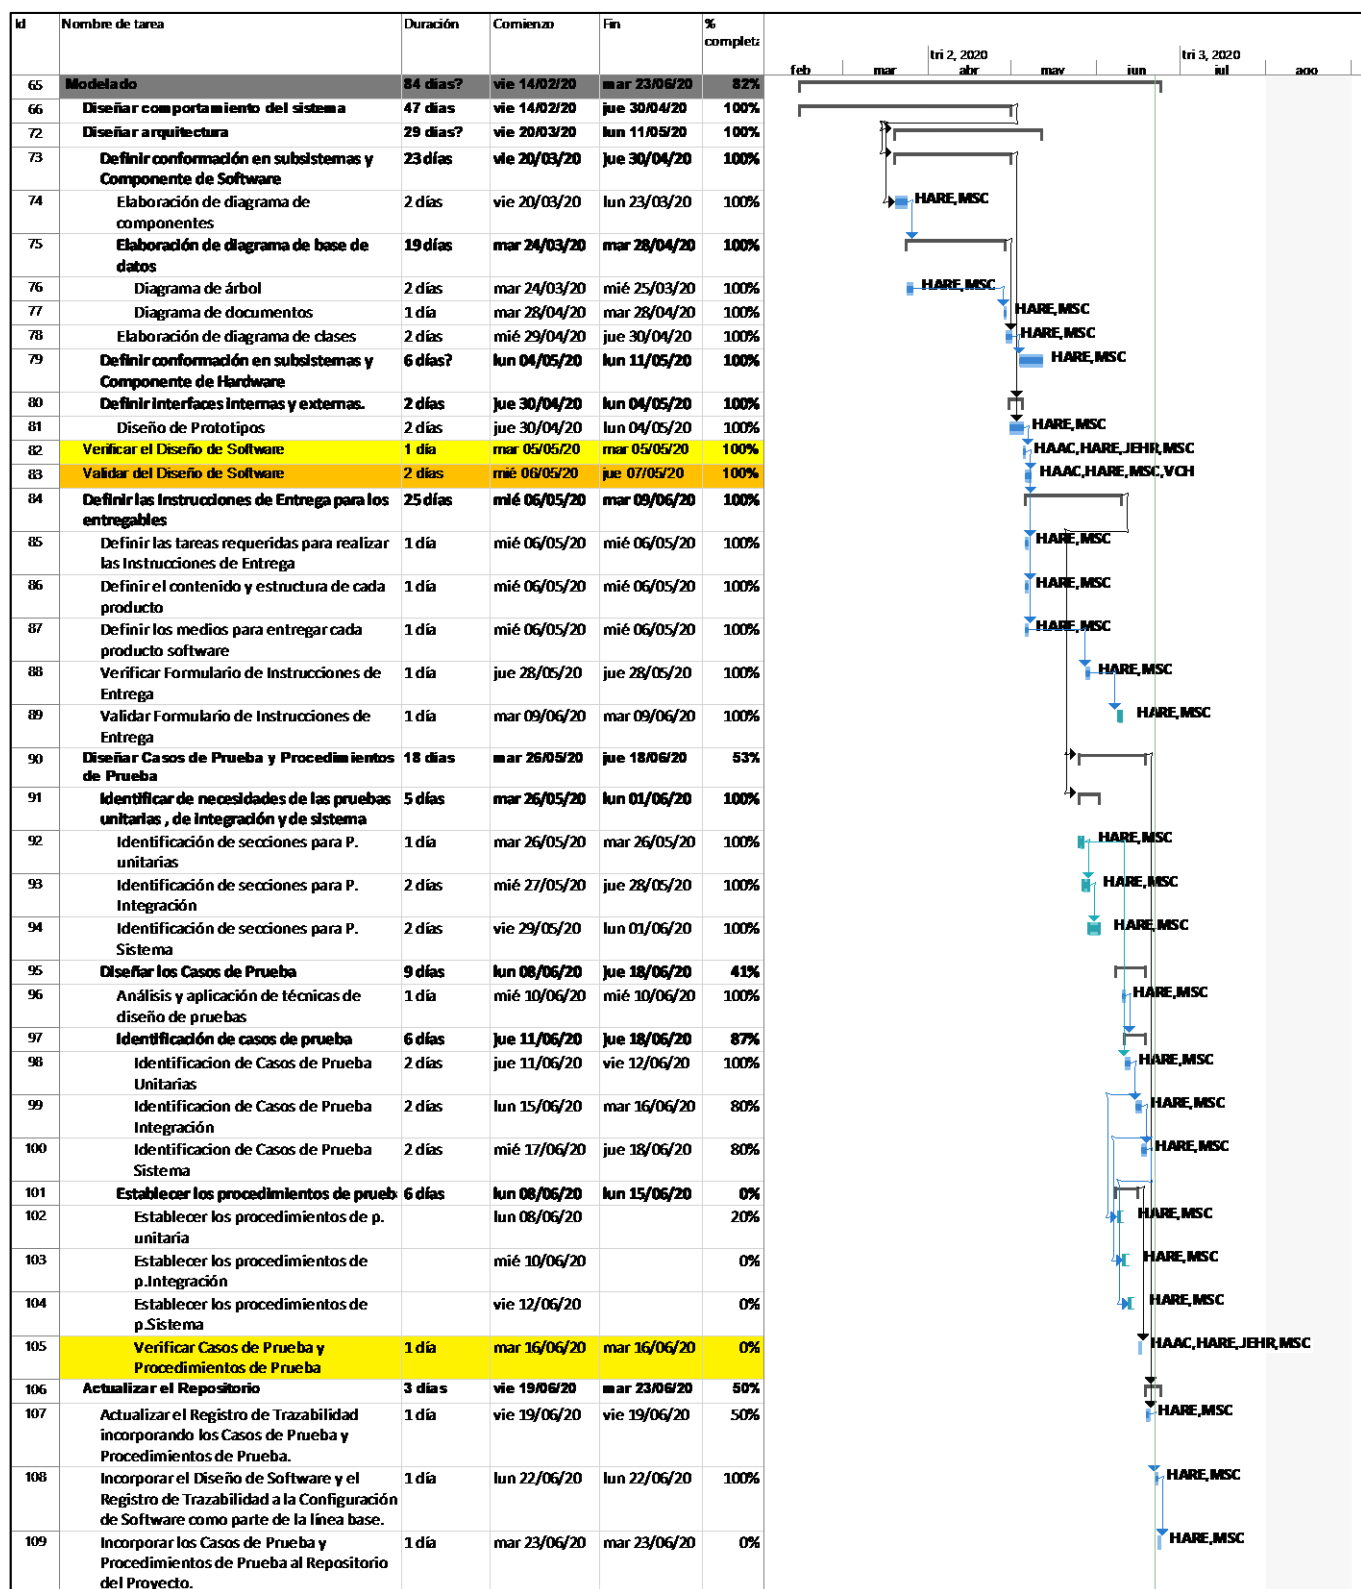 Id Nombre de tarea Duración Comienzo Fin %
completa
tri 2, 2020 tri 3, 2020
feb mar abr may jun jul ago
65 Modelado 84 días? vie 14/02/20 mar 23/06/20 82%
66 Diseñar comportamiento del sistema 47 días vie 14/02/20 jue 30/04/20 100%
72 Diseñar arquitectura 29 días? vie 20/03/20 lun 11/05/20 100%
73 Definir conformación en subsistemas y 23 días vie 20/03/20 jue 30/04/20 100%
Componente de Software
74 Elaboración de diagrama de 2 días vie 20/03/20 lun 23/03/20 100% HARE,MSC
componentes
75 Elaboración de diagrama de base de 19 días mar 24/03/20 mar 28/04/20 100%
datos
76 Diagrama de árbol 2 días mar 24/03/20 mié 25/03/20 100% HARE,MSC
77 Diagrama de documentos 1 día mar 28/04/20 mar 28/04/20 100% HARE,MSC
78 Elaboración de diagrama de clases 2 días mié 29/04/20 jue 30/04/20 100% HARE,MSC
79 Definir conformación en subsistemas y 6 días? lun 04/05/20 lun 11/05/20 100% HARE,MSC
Componente de Hardware
80 Definir interfaces internas y externas. 2 días jue 30/04/20 lun 04/05/20 100%
81 Diseño de Prototipos 2 días jue 30/04/20 lun 04/05/20 100% HARE,MSC
82 Verificar el Diseño de Software 1 día mar 05/05/20 mar 05/05/20 100% HAAC,HARE,JEHR,MSC
83 Validar del Diseño de Software 2 días mié 06/05/20 jue 07/05/20 100% HAAC,HARE,MSC,VCH
84 Definir las Instrucciones de Entrega para los 25 días mié 06/05/20 mar 09/06/20 100%
entregables
85 Definir las tareas requeridas para realizar 1 día mié 06/05/20 mié 06/05/20 100% HARE,MSC
las Instrucciones de Entrega
86 Definir el contenido y estructura de cada 1 día mié 06/05/20 mié 06/05/20 100% HARE,MSC
producto
87 Definir los medios para entregar cada 1 día mié 06/05/20 mié 06/05/20 100% HARE,MSC
producto software
88 Verificar Formulario de Instrucciones de 1 día jue 28/05/20 jue 28/05/20 100% HARE,MSC
Entrega
89 Validar Formulario de Instrucciones de 1 día mar 09/06/20 mar 09/06/20 100% HARE,MSC
Entrega
90 Diseñar Casos de Prueba y Procedimientos 18 días mar 26/05/20 jue 18/06/20 53%
de Prueba
91 Identificar de necesidades de las pruebas 5 días mar 26/05/20 lun 01/06/20 100%
unitarias , de integración y de sistema
92 Identificación de secciones para P. 1 día mar 26/05/20 mar 26/05/20 100% HARE,MSC
unitarias
93 Identificación de secciones para P. 2 días mié 27/05/20 jue 28/05/20 100% HARE,MSC
Integración
94 Identificación de secciones para P. 2 días vie 29/05/20 lun 01/06/20 100% HARE,MSC
Sistema
95 Diseñar los Casos de Prueba 9 días lun 08/06/20 jue 18/06/20 41%
96 Análisis y aplicación de técnicas de 1 día mié 10/06/20 mié 10/06/20 100% HARE,MSC
diseño de pruebas
97 Identificación de casos de prueba 6 días jue 11/06/20 jue 18/06/20 87%
98 Identificacion de Casos de Prueba 2 días jue 11/06/20 vie 12/06/20 100% HARE,MSC
Unitarias
99 Identificacion de Casos de Prueba 2 días lun 15/06/20 mar 16/06/20 80% HARE,MSC
Integración
100 Identificacion de Casos de Prueba 2 días mié 17/06/20 jue 18/06/20 80% HARE,MSC
Sistema
101 Establecer los procedimientos de prueb 6 días lun 08/06/20 lun 15/06/20 0%
102 Establecer los procedimientos de p. lun 08/06/20 20% HARE,MSC
unitaria
103 Establecer los procedimientos de mié 10/06/20 0% HARE,MSC
p.Integración
104 Establecer los procedimientos de vie 12/06/20 0% HARE,MSC
p.Sistema
105 Verificar Casos de Prueba y 1 día mar 16/06/20 mar 16/06/20 0% HAAC,HARE,JEHR,MSC
Procedimientos de Prueba
106 Actualizar el Repositorio 3 días vie 19/06/20 mar 23/06/20 50%
107 Actualizar el Registro de Trazabilidad 1 día vie 19/06/20 vie 19/06/20 50% HARE,MSC
incorporando los Casos de Prueba y
Procedimientos de Prueba.
108 Incorporar el Diseño de Software y el 1 día lun 22/06/20 lun 22/06/20 100% HARE,MSC
Registro de Trazabilidad a la Configuración
de Software como parte de la línea base.
109 Incorporar los Casos de Prueba y 1 día mar 23/06/20 mar 23/06/20 0% HARE,MSC
Procedimientos de Prueba al Repositorio
del Proyecto.